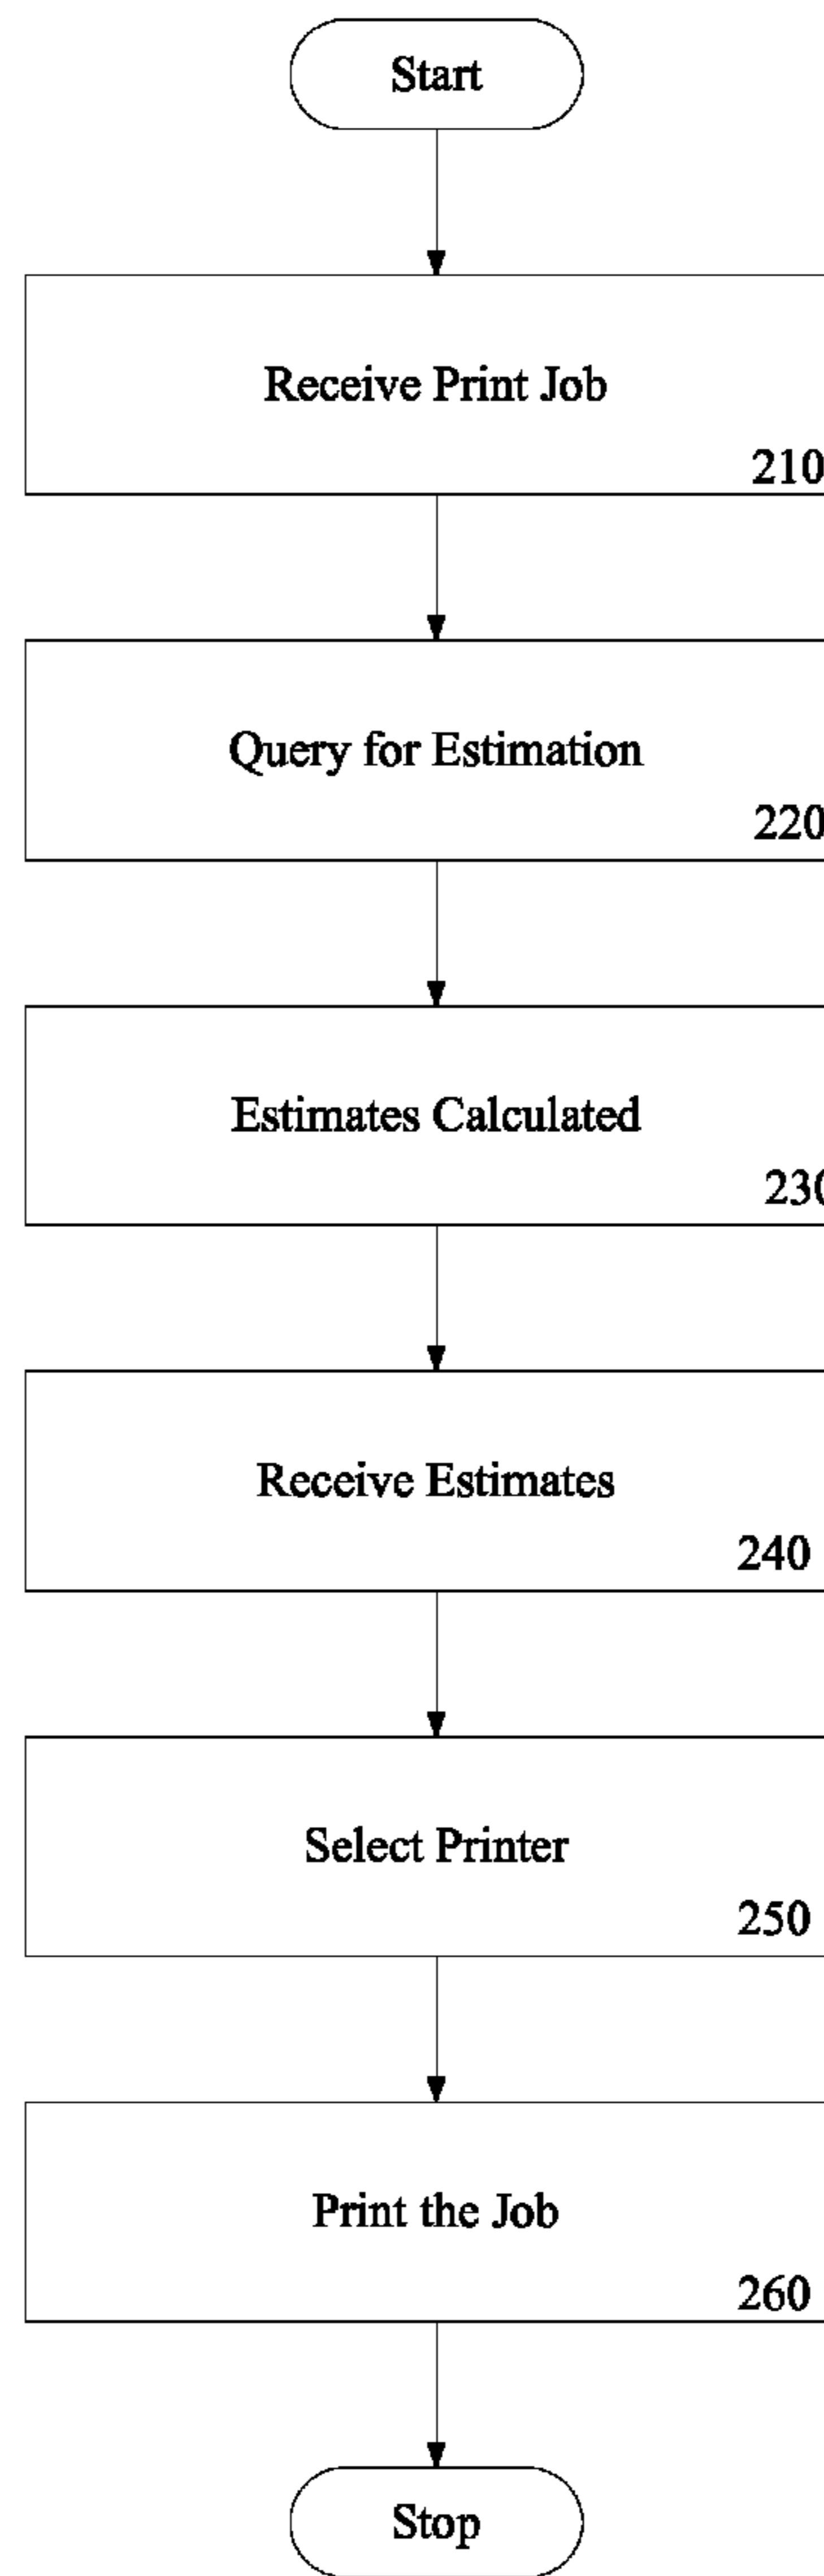 Start
Receive Print Job
210
Query for Estimation
220
Estimates Calculated
230
Receive Estimates
240
Select Printer
250
Print the Job
260
Stop